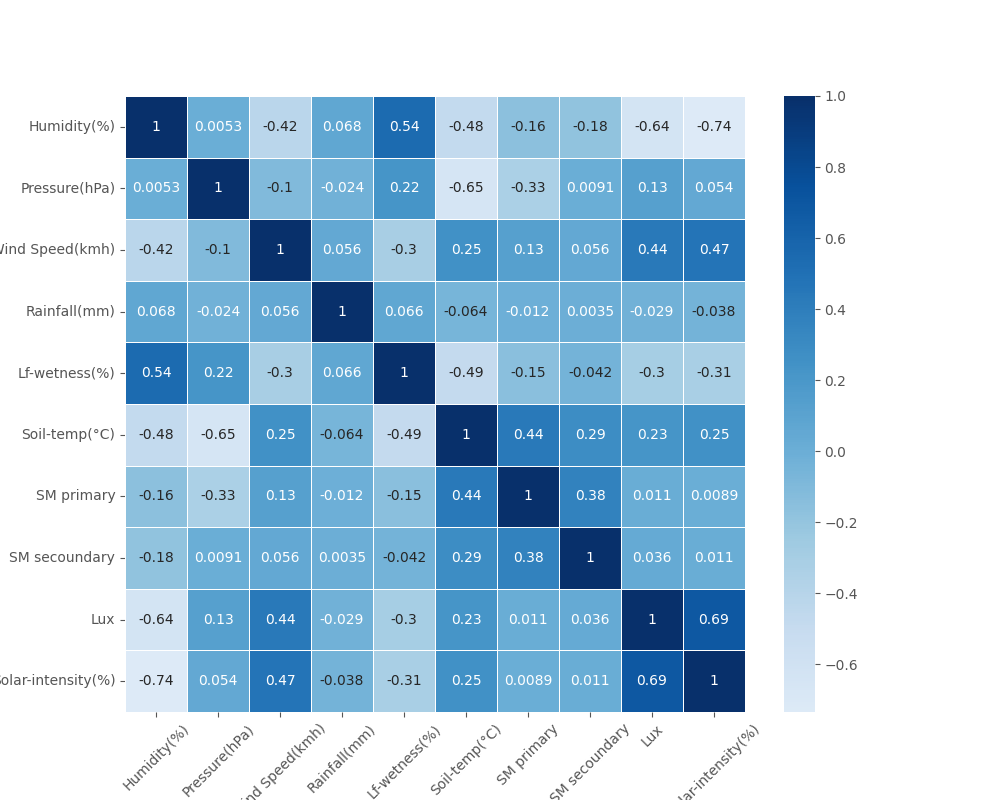 Humidity(%) 1 0.0053 -0.42 0.068 0.54 -0.48 -0.16 -0.18 -0.64 -0.74
Pressure(hPa) 0.0053 1 -0.1 -0.024 0.22 -0.65 -0.33 0.0091 0.13 0.054
Wind Speed(kmh) -0.42 -0.1 1 0.056 -0.3 0.25 0.13 0.056 0.44 0.47
Rainfall(mm) 0.068 -0.024 0.056 1 0.066 -0.064 -0.012 0.0035 -0.029 -0.038
Lf-wetness(%) 0.54 0.22 -0.3 0.066 1 -0.49 -0.15 -0.042 -0.3 -0.31
Soil-temp(°C) -0.48 -0.65 0.25 -0.064 -0.49 1 0.44 0.29 0.23 0.25
SM primary -0.16 -0.33 0.13 -0.012 -0.15 0.44 1 0.38 0.011 0.0089
SM secoundary -0.18 0.0091 0.056 0.0035 -0.042 0.29 0.38 1 0.036 0.011
Lux -0.64 0.13 0.44 -0.029 -0.3 0.23 0.011 0.036 1 0.69
Solar-intensity(%) -0.74 0.054 0.47 -0.038 -0.31 0.25 0.0089 0.011 0.69 1
Humidity(%)
Pressure(hPa)
nd Speed(kmh)
Rainfall(mm)
Lf-wetness(%)
Soil-temp(°C)
SM primary
SM secoundary
Lux
lar-intensity(%)
1.0
0.8
0.6
0.4
0.2
0.0
−0.2
−0.4
−0.6